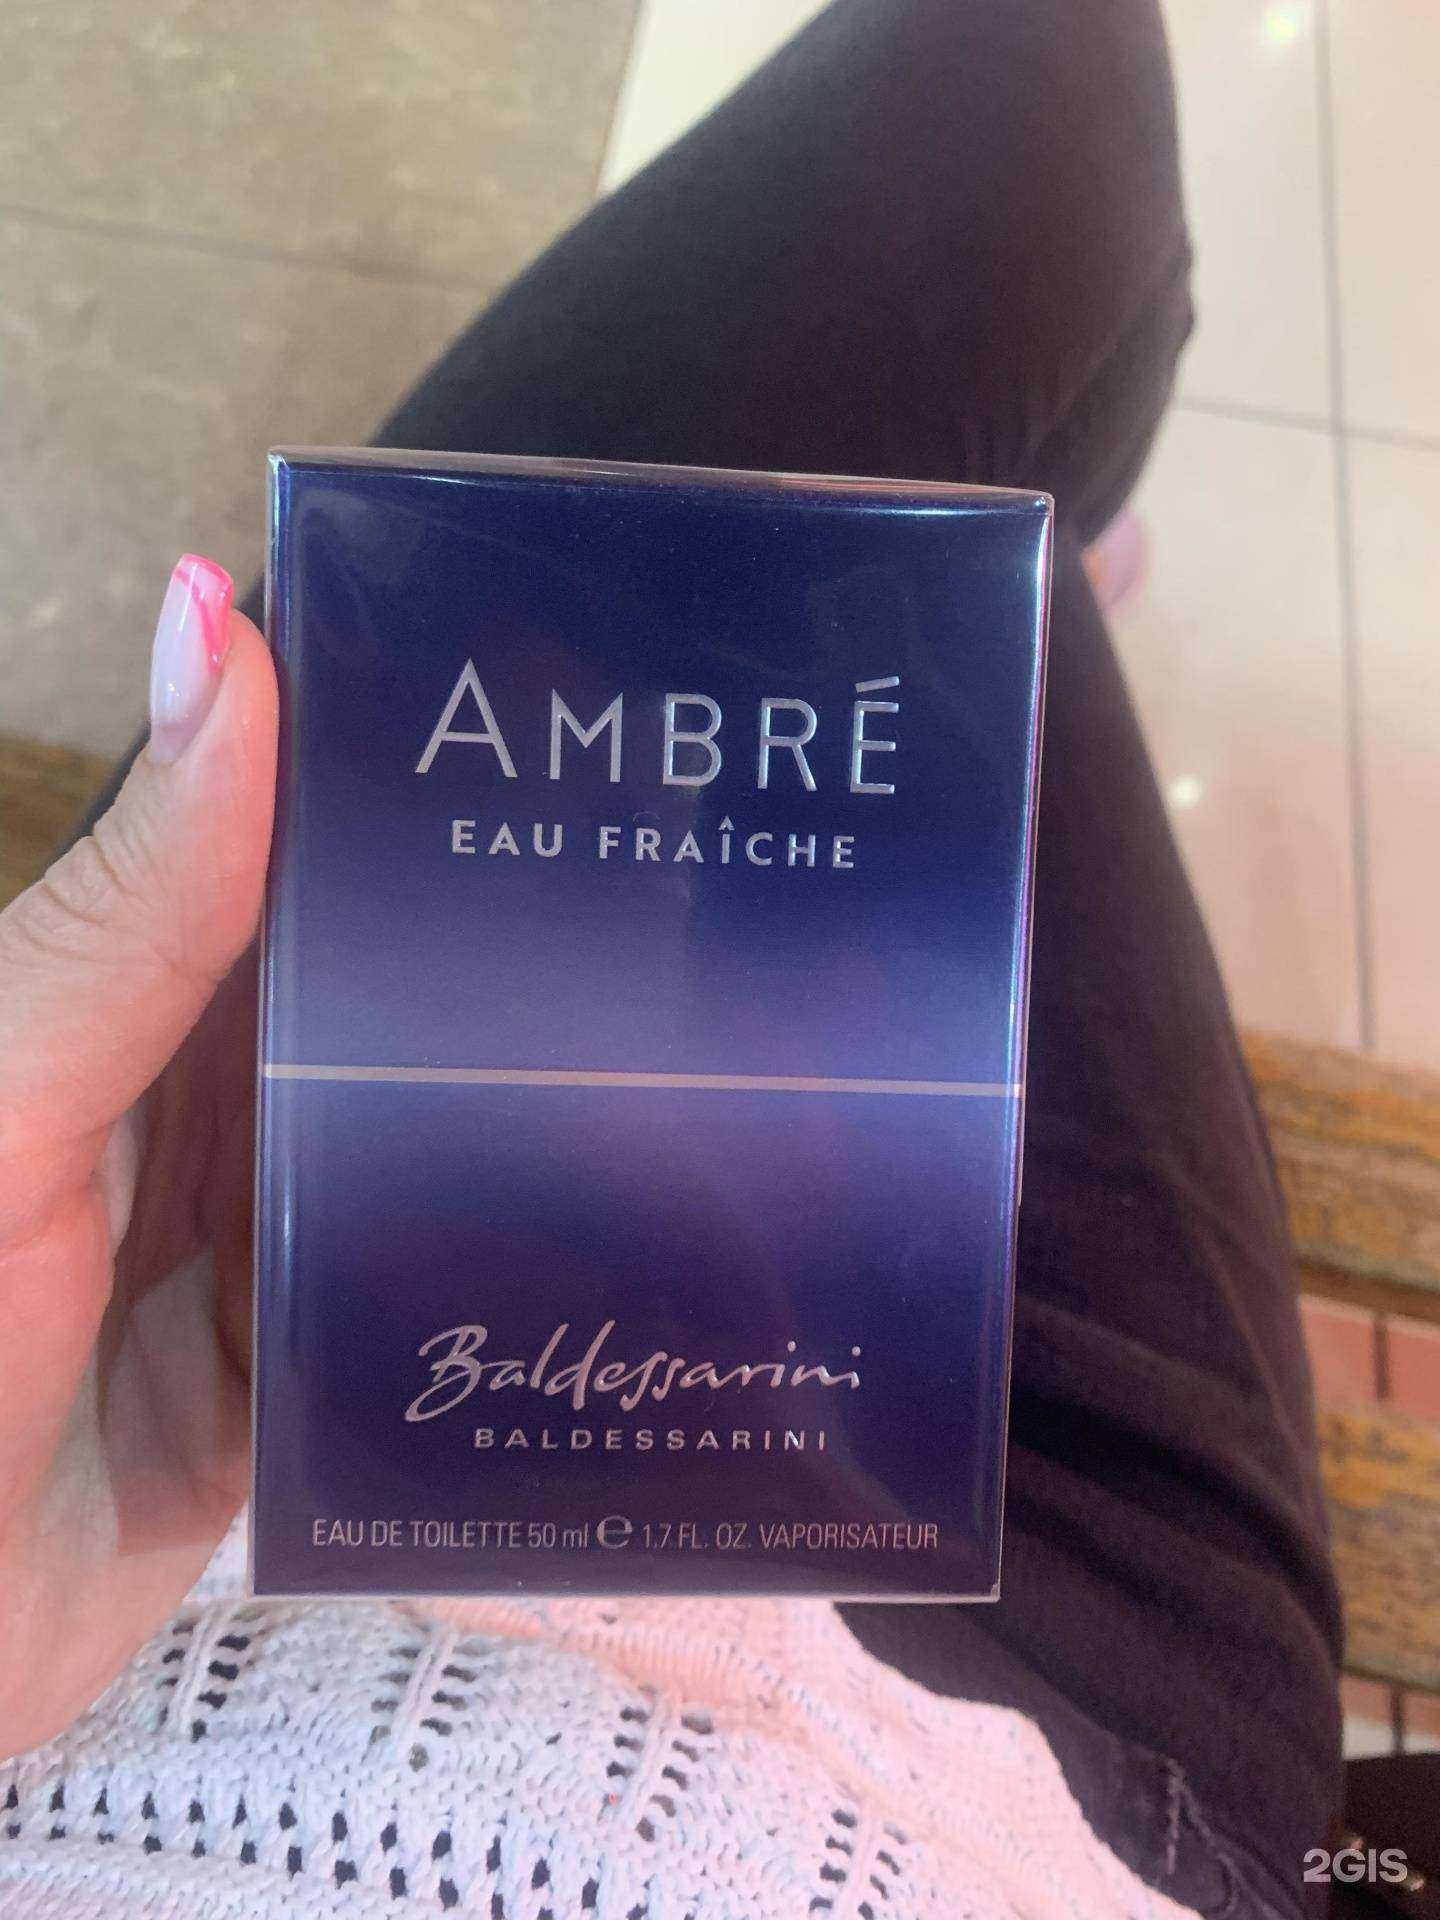 AMBRÉ
EAU FRAÎCHE
Baldessarini
BALDESSARINI
EAU DE TOILETTE 50 ml ℮ 1.7 FL. OZ. VAPORISATEUR
2GIS